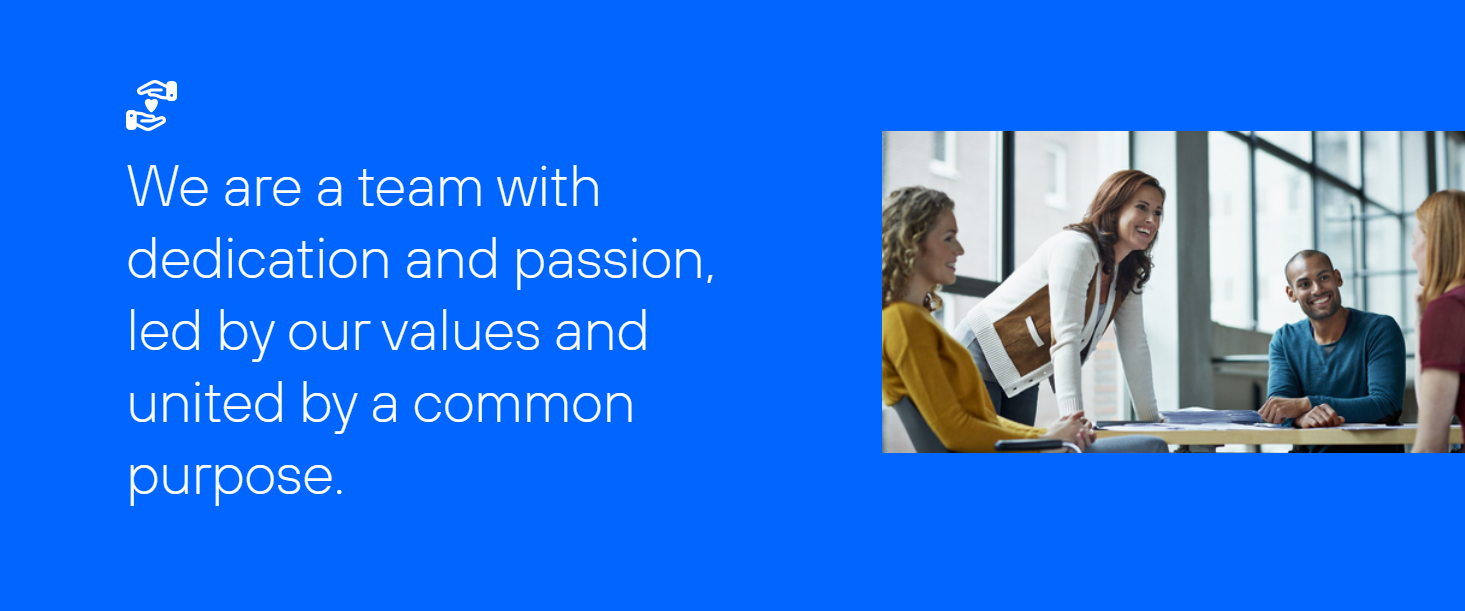 We are a team with
dedication and passion,
led by our values and
united by a common
purpose.